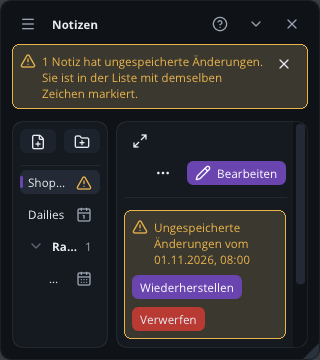 Notizen
1 Notiz hat ungespeicherte Änderungen.
Sie ist in der Liste mit demselben
Zeichen markiert.
Bearbeiten
Shop...
Dailies
Ra... 1
...
Ungespeicherte
Änderungen vom
01.11.2026, 08:00
Wiederherstellen
Verwerfen